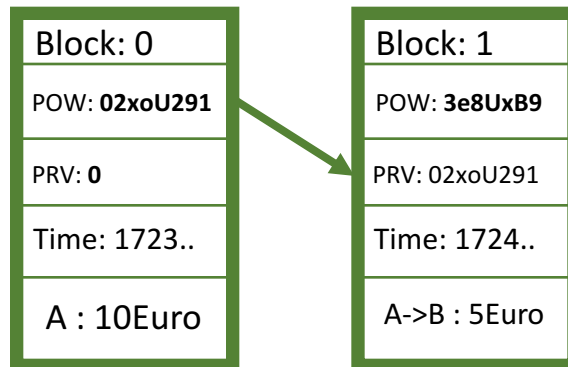 Block: 0
POW: 02xoU291
PRV: 0
Time: 1723..
A : 10Euro
Block: 1
POW: 3e8UxB9
PRV: 02xoU291
Time: 1724..
A->B : 5Euro